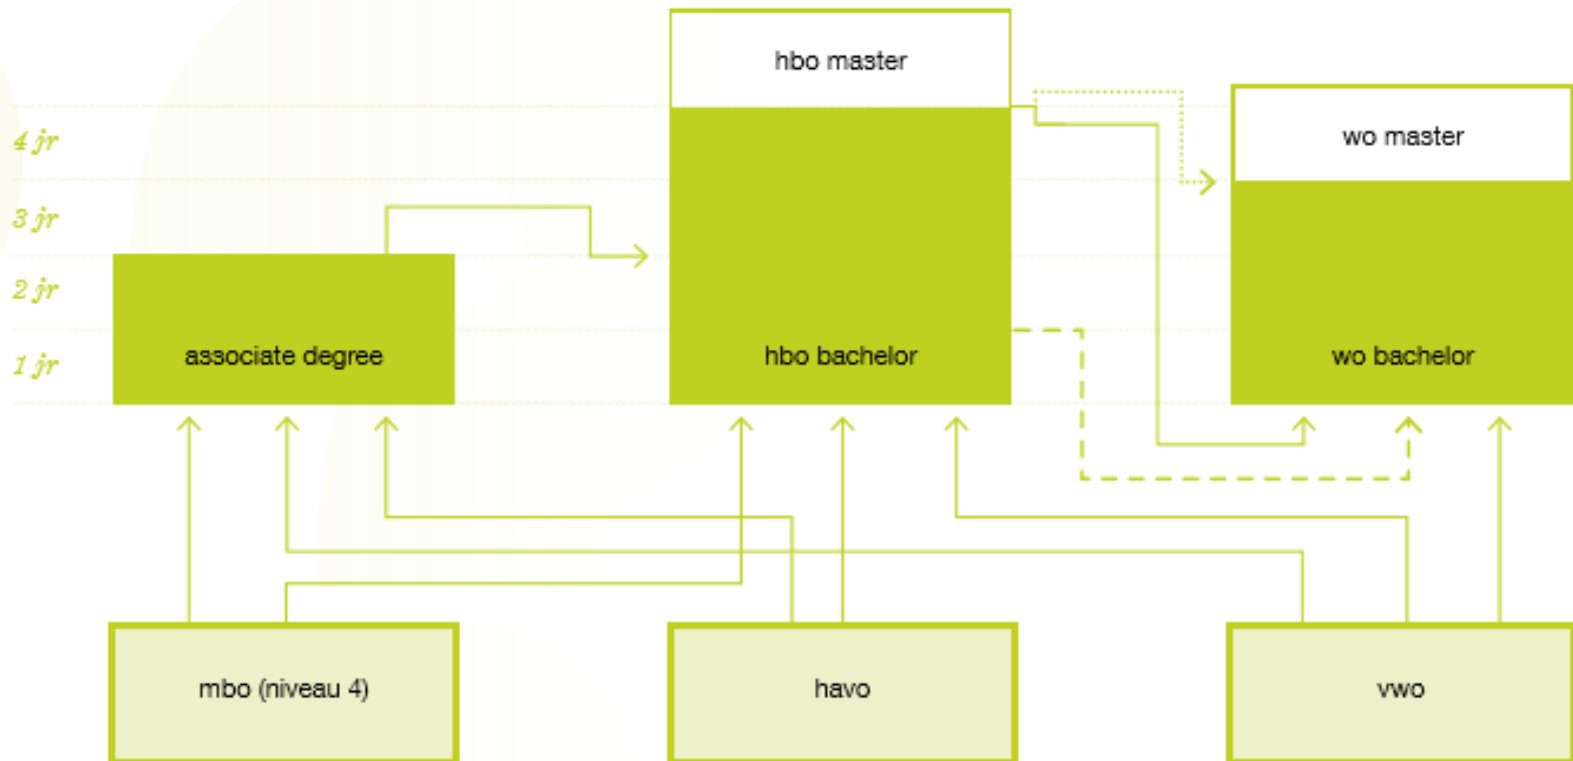 hbo master
4 jr
wo master
3 jr
2 jr
associate degree
hbo bachelor
wo bachelor
1 jr
mbo (niveau 4)
havo
vwo